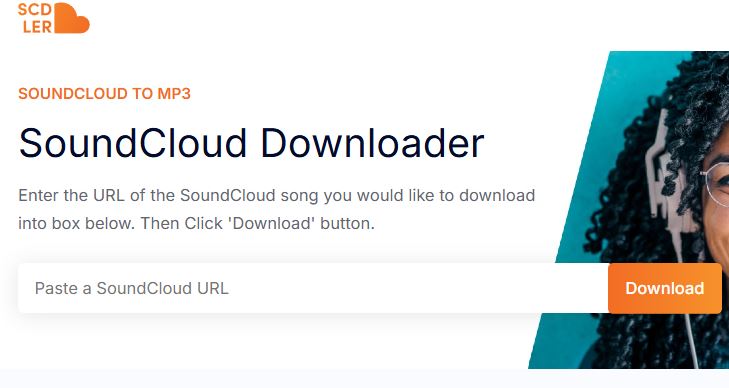 SCD
LER
SOUNDCLOUD TO MP3
SoundCloud Downloader
Enter the URL of the SoundCloud song you would like to download
into box below. Then Click 'Download' button.
Paste a SoundCloud URL
Download